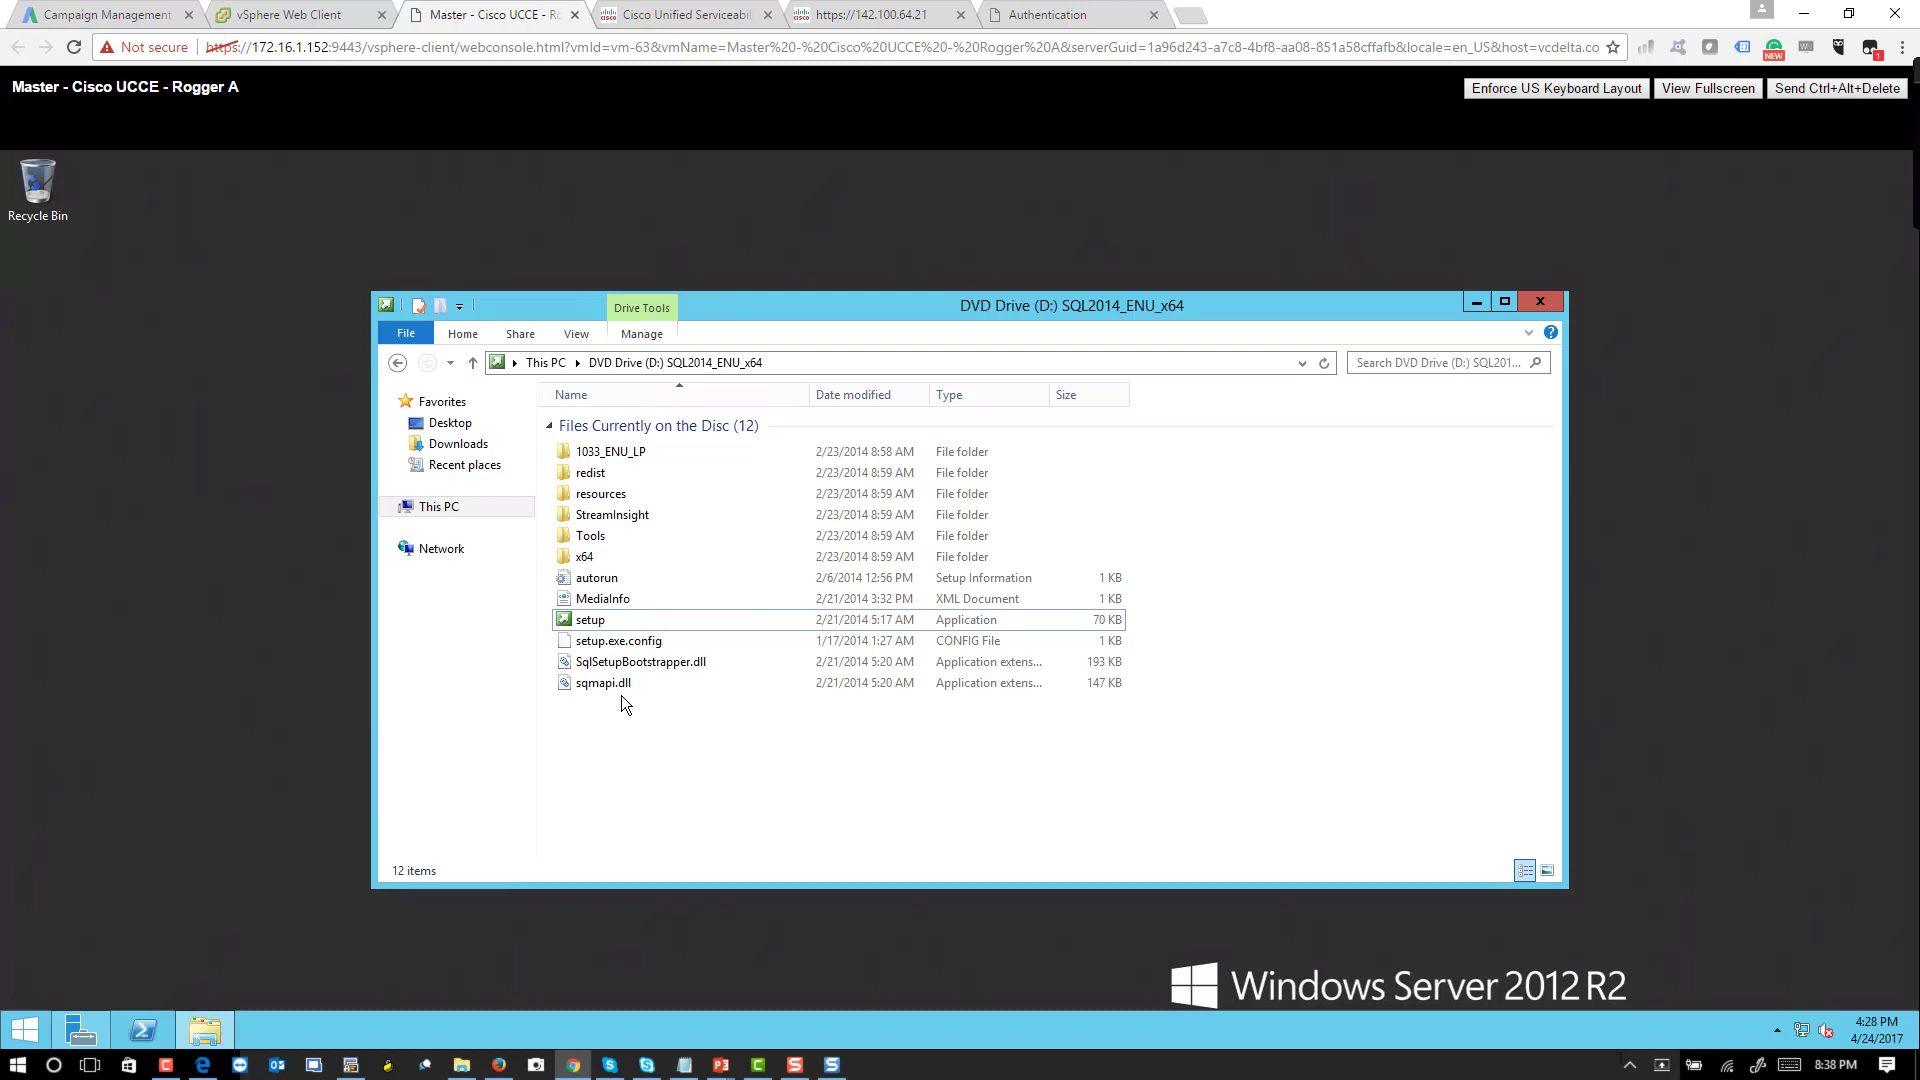 Campaign Management
vSphere Web Client
Master - Cisco UCCE - Ro
Cisco Unified Serviceabil
https://142.100.64.21
Authentication
Not secure
https://172.16.1.152:9443/vsphere-client/webconsole.html?vmId=vm-63&vmName=Master%20-%20Cisco%20UCCE%20-%20Rogger%20A&serverGuid=1a96d243-a7c8-4bf8-aa08-851a58cffafb&locale=en_US&host=vcdelta.co
NEW
1
Master - Cisco UCCE - Rogger A
Enforce US Keyboard Layout
View Fullscreen
Send Ctrl+Alt+Delete
Recycle Bin
Drive Tools
DVD Drive (D:) SQL2014_ENU_x64
File
Home
Share
View
Manage
This PC
DVD Drive (D:) SQL2014_ENU_x64
Search DVD Drive (D:) SQL201...
Favorites
Desktop
Downloads
Recent places
This PC
Network
Name Date modified Type Size
Files Currently on the Disc (12)
1033_ENU_LP 2/23/2014 8:58 AM File folder
redist 2/23/2014 8:59 AM File folder
resources 2/23/2014 8:59 AM File folder
StreamInsight 2/23/2014 8:59 AM File folder
Tools 2/23/2014 8:59 AM File folder
x64 2/23/2014 8:59 AM File folder
autorun 2/6/2014 12:56 PM Setup Information 1 KB
MediaInfo 2/21/2014 3:32 PM XML Document 1 KB
setup 2/21/2014 5:17 AM Application 70 KB
setup.exe.config 1/17/2014 1:27 AM CONFIG File 1 KB
SqlSetupBootstrapper.dll 2/21/2014 5:20 AM Application extens... 193 KB
sqmapi.dll 2/21/2014 5:20 AM Application extens... 147 KB
12 items
Windows Server 2012 R2
4:28 PM
4/24/2017
8:38 PM